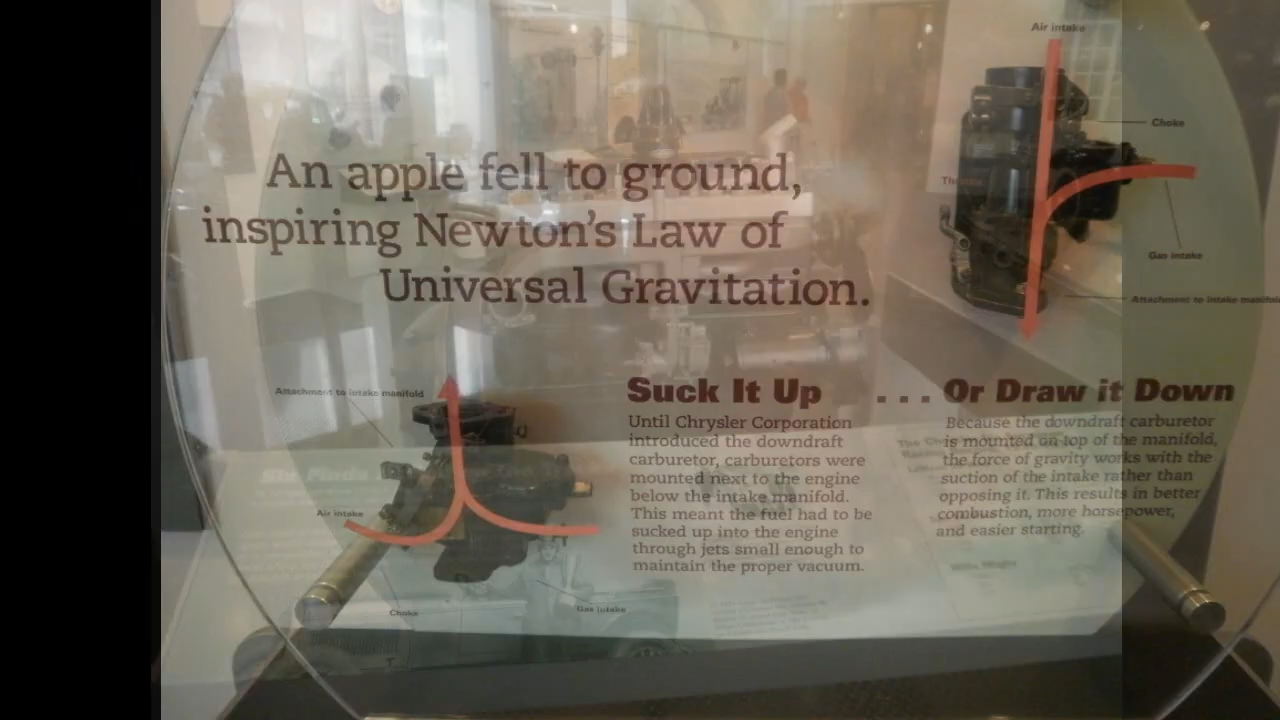 Air intake
Choke
An apple fell to ground,
inspiring Newton's Law of
Universal Gravitation.
Gas intake
Attachment to intake manifold
Attachment to intake manifold
Suck It Up ... Or Draw it Down
Until Chrysler Corporation
introduced the downdraft
carburetor, carburetors were
mounted next to the engine
below the intake manifold.
This meant the fuel had to be
sucked up into the engine
through jets small enough to
maintain the proper vacuum.
Because the downdraft carburetor
is mounted on top of the manifold,
the force of gravity works with the
suction of the intake rather than
opposing it. This results in better
combustion, more horsepower,
and easier starting.
Air intake
Choke
Gas intake